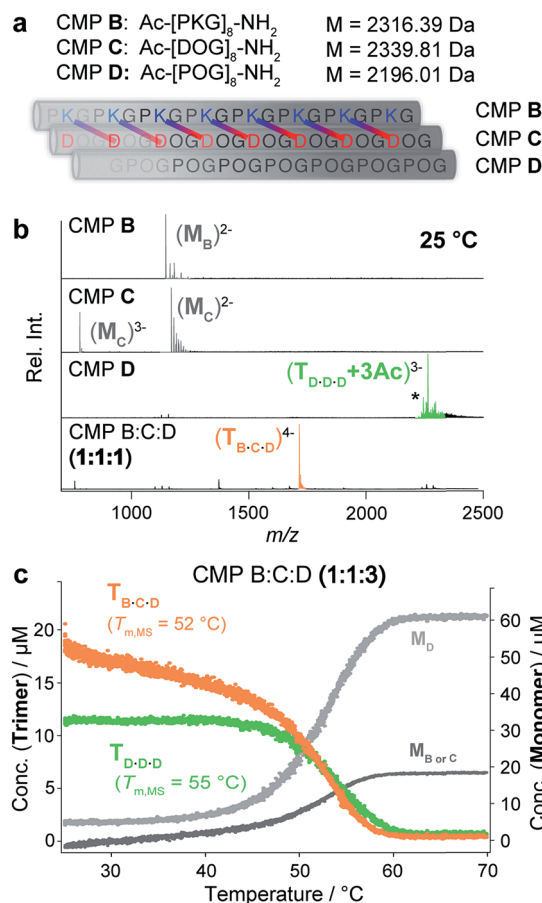 a
CMP B: Ac-[PKG]8-NH2 M = 2316.39 Da
CMP C: Ac-[DOG]8-NH2 M = 2339.81 Da
CMP D: Ac-[POG]8-NH2 M = 2196.01 Da
PKGPKGPKGPKGPKGPKGPKGPKG CMP B
DOGDOGDOGDOGDOGDOGDOGDOG CMP C
GPOGPOGPOGPOGPOGPOGPOG CMP D
b
CMP B (MB)2- 25 °C
CMP C (MC)3- (MC)2-
CMP D (TD·D·D+3Ac)3- *
CMP B:C:D (1:1:1) (TB·C·D)4-
Rel. Int.
1000 1500 2000 2500
m/z
c CMP B:C:D (1:1:3)
TB·C·D
(Tm,MS = 52 °C)
MD
TD·D·D
(Tm,MS = 55 °C)
MB or C
Conc. (Trimer) / µM
20
15
10
5
0
Conc. (Monomer) / µM
60
50
40
30
20
10
0
30 40 50 60 70
Temperature / °C